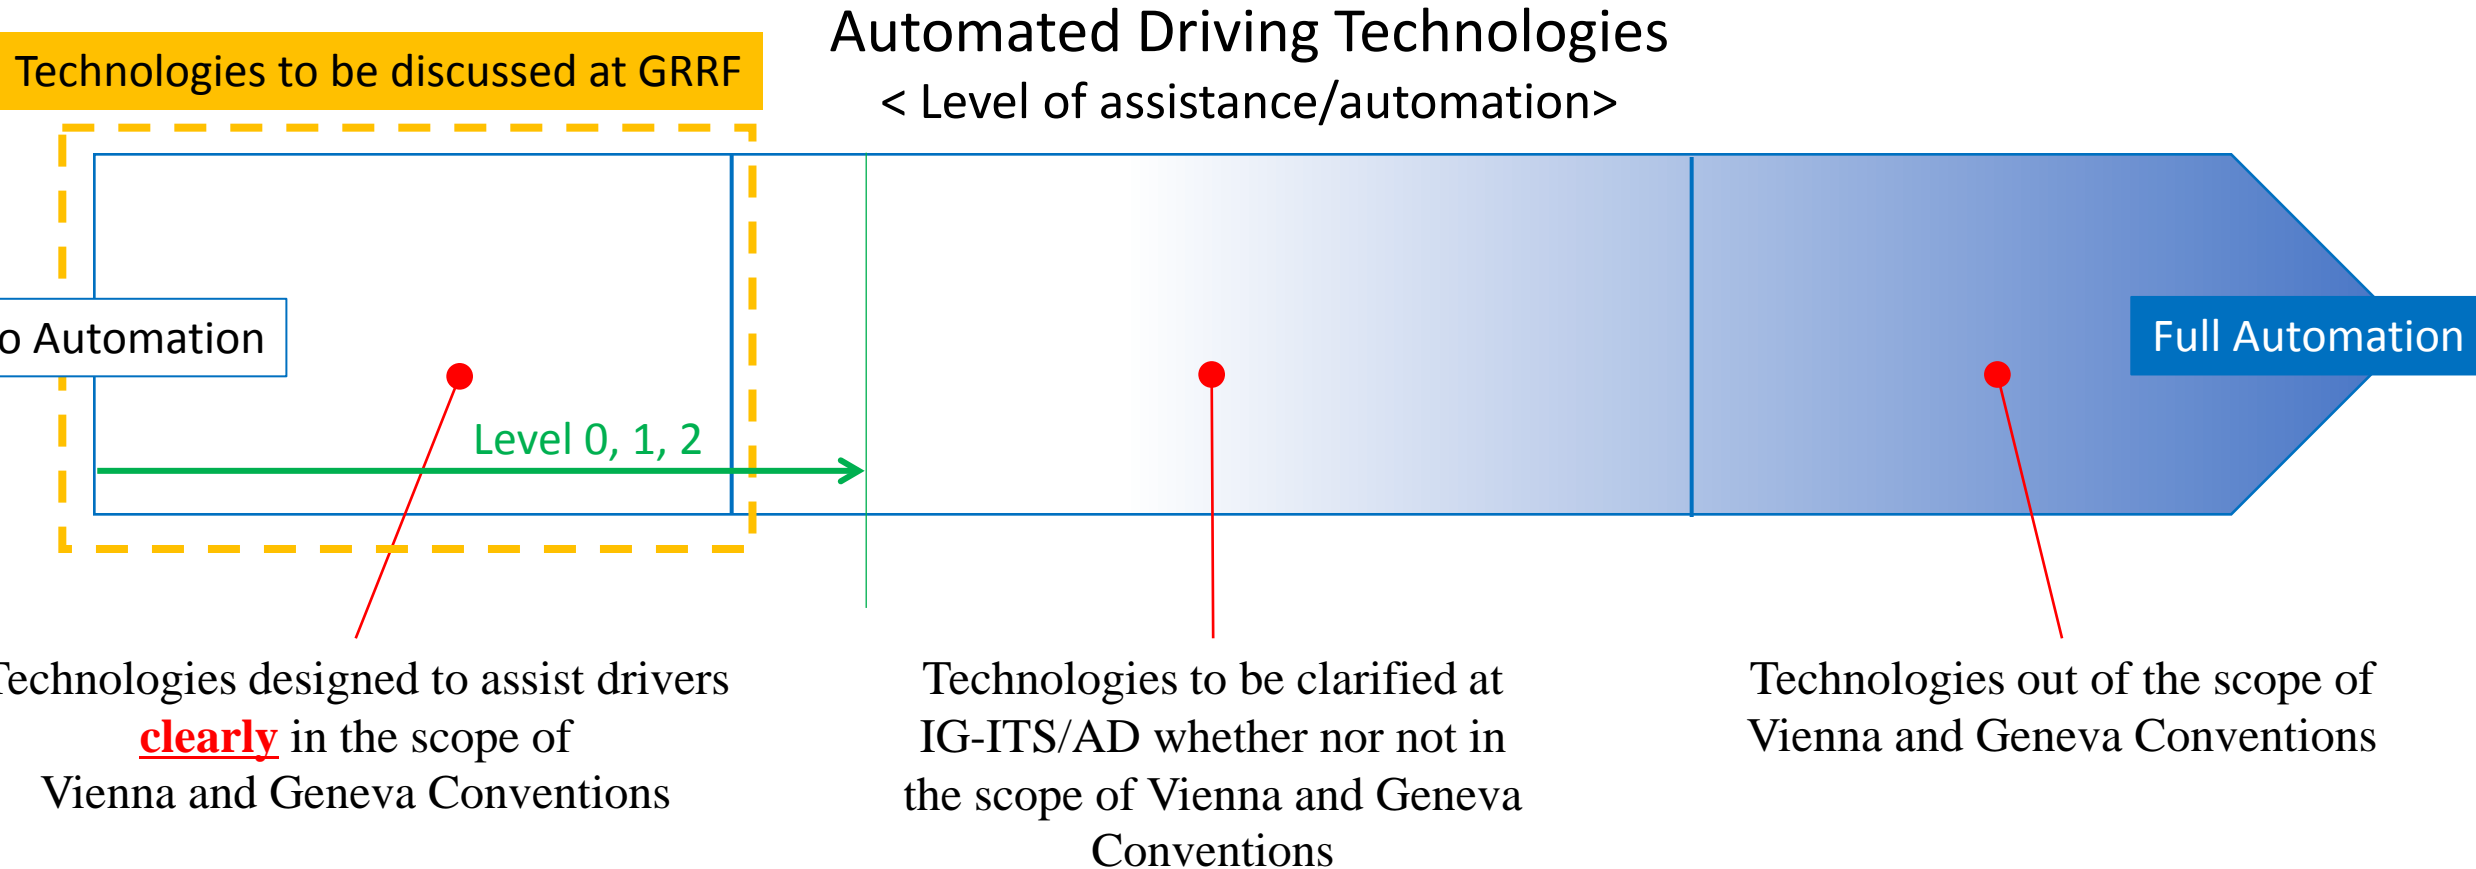 Automated Driving Technologies
< Level of assistance/automation>
Technologies to be discussed at GRRF
o Automation
Full Automation
Level 0, 1, 2
Technologies designed to assist drivers
clearly in the scope of
Vienna and Geneva Conventions
Technologies to be clarified at
IG-ITS/AD whether nor not in
the scope of Vienna and Geneva
Conventions
Technologies out of the scope of
Vienna and Geneva Conventions